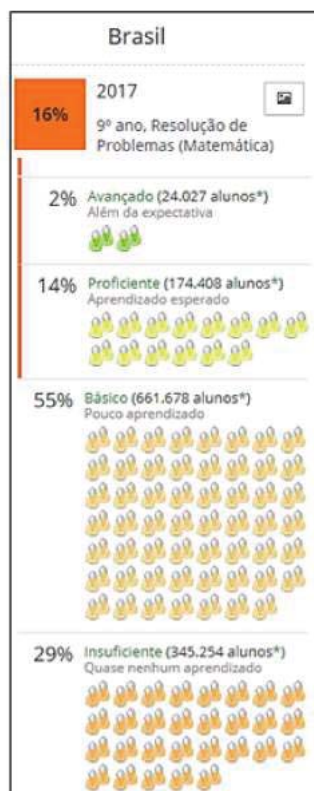 Brasil
16%
2017
9º ano, Resolução de
Problemas (Matemática)
2% Avançado (24.027 alunos*)
Além da expectativa
14% Proficiente (174.408 alunos*)
Aprendizado esperado
55% Básico (661.678 alunos*)
Pouco aprendizado
29% Insuficiente (345.254 alunos*)
Quase nenhum aprendizado